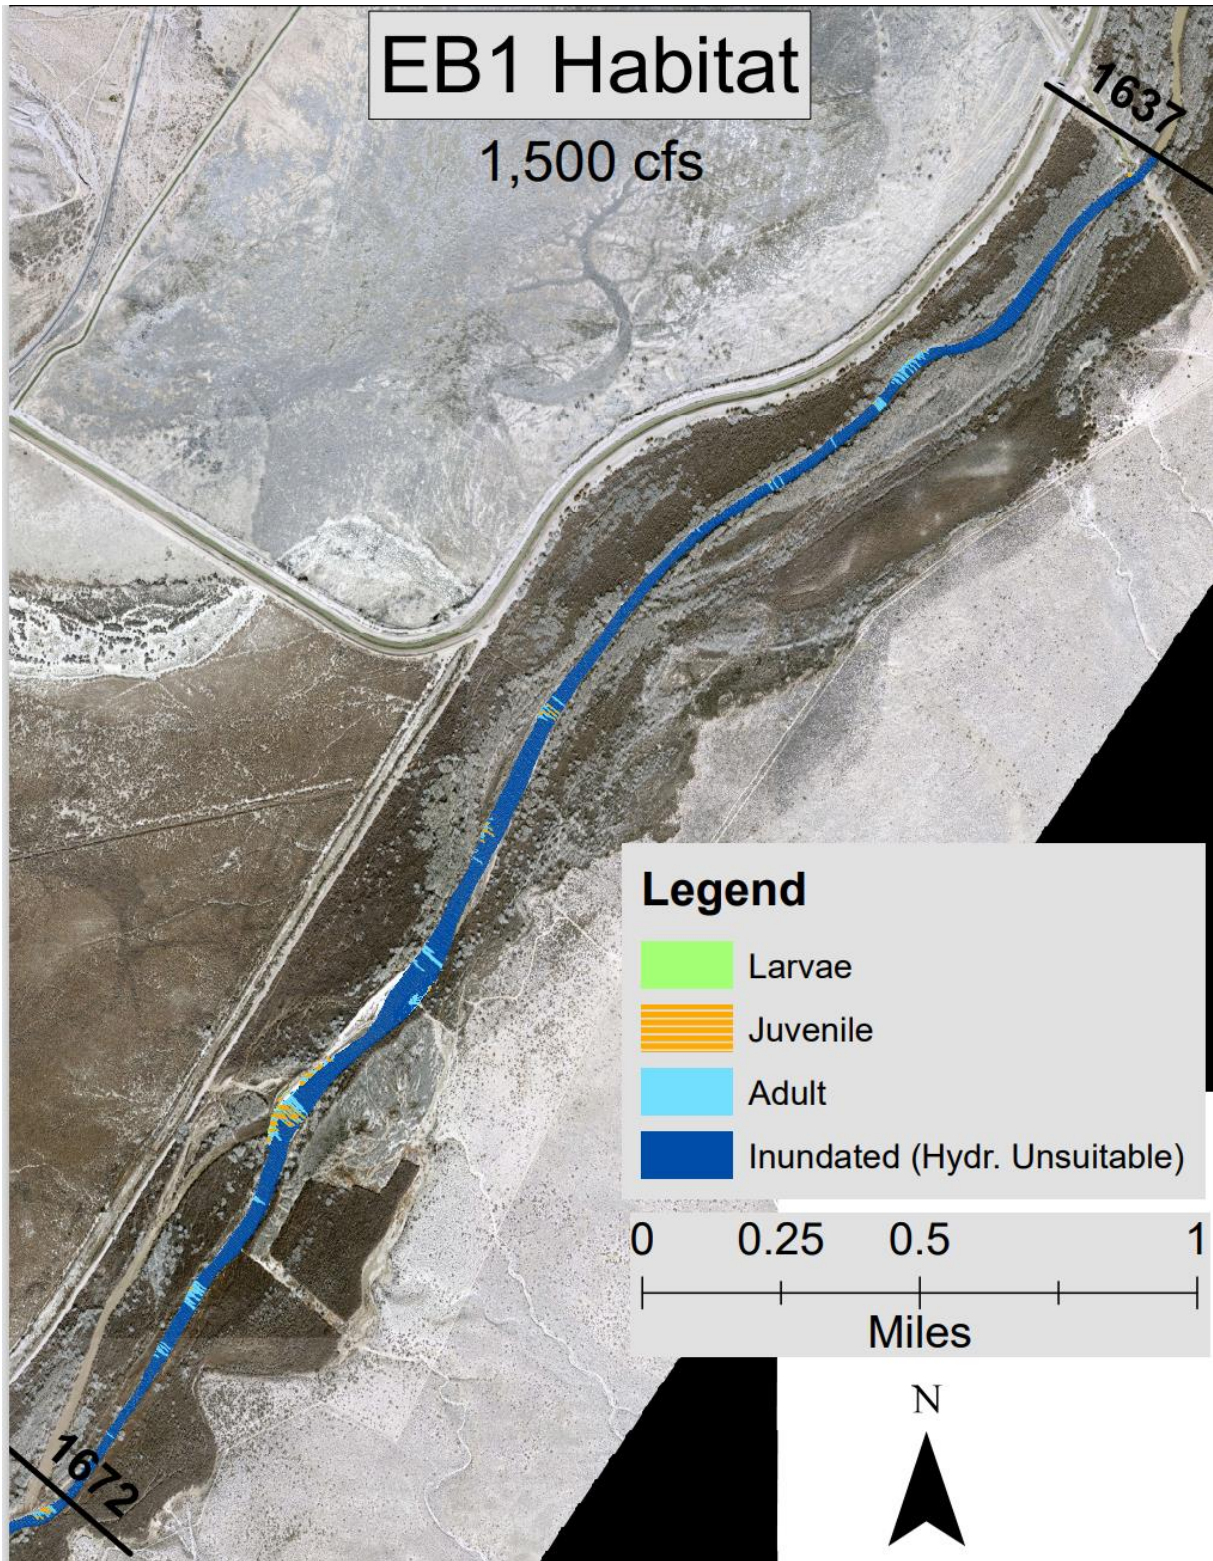 EB1 Habitat
1,500 cfs
1637
Legend
Larvae
Juvenile
Adult
Inundated (Hydr. Unsuitable)
0 0.25 0.5 1
Miles
N
1672